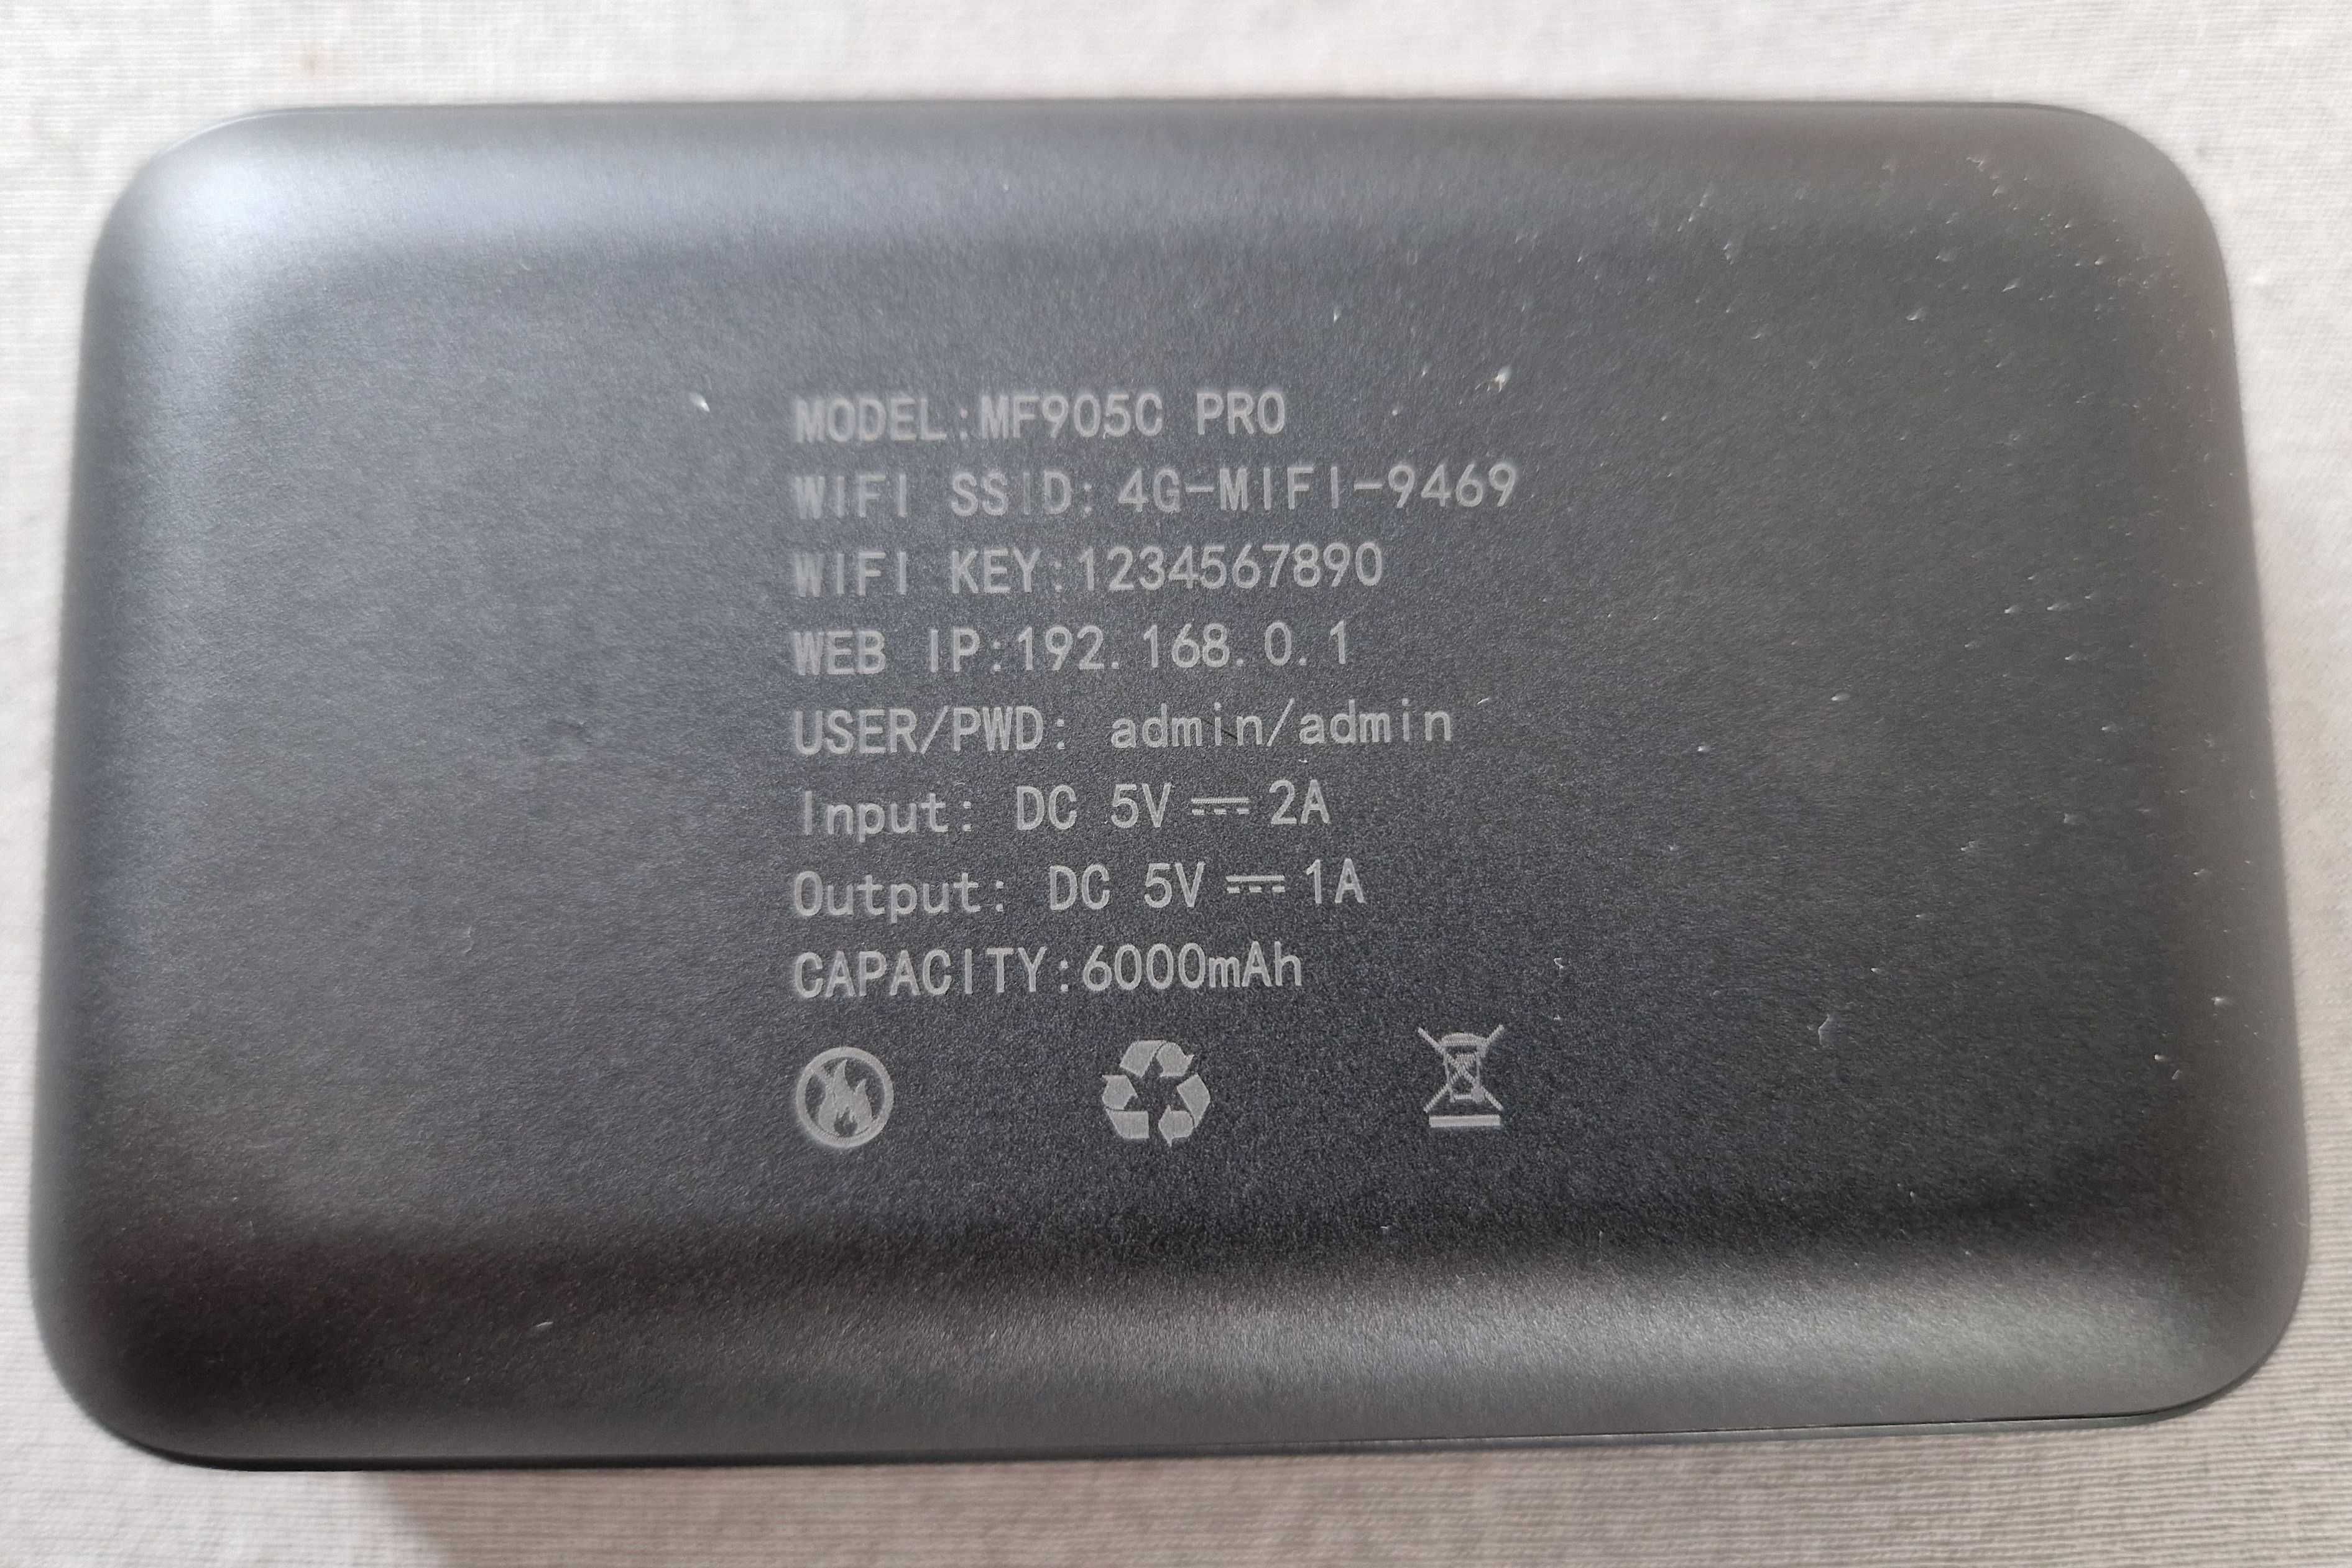 MODEL:MF905C PRO
WIFI SSID: 4G-MIFI-9469
WIFI KEY:1234567890
WEB IP:192.168.0.1
USER/PWD: admin/admin
Input: DC 5V ⎓ 2A
Output: DC 5V ⎓ 1A
CAPACITY:6000mAh